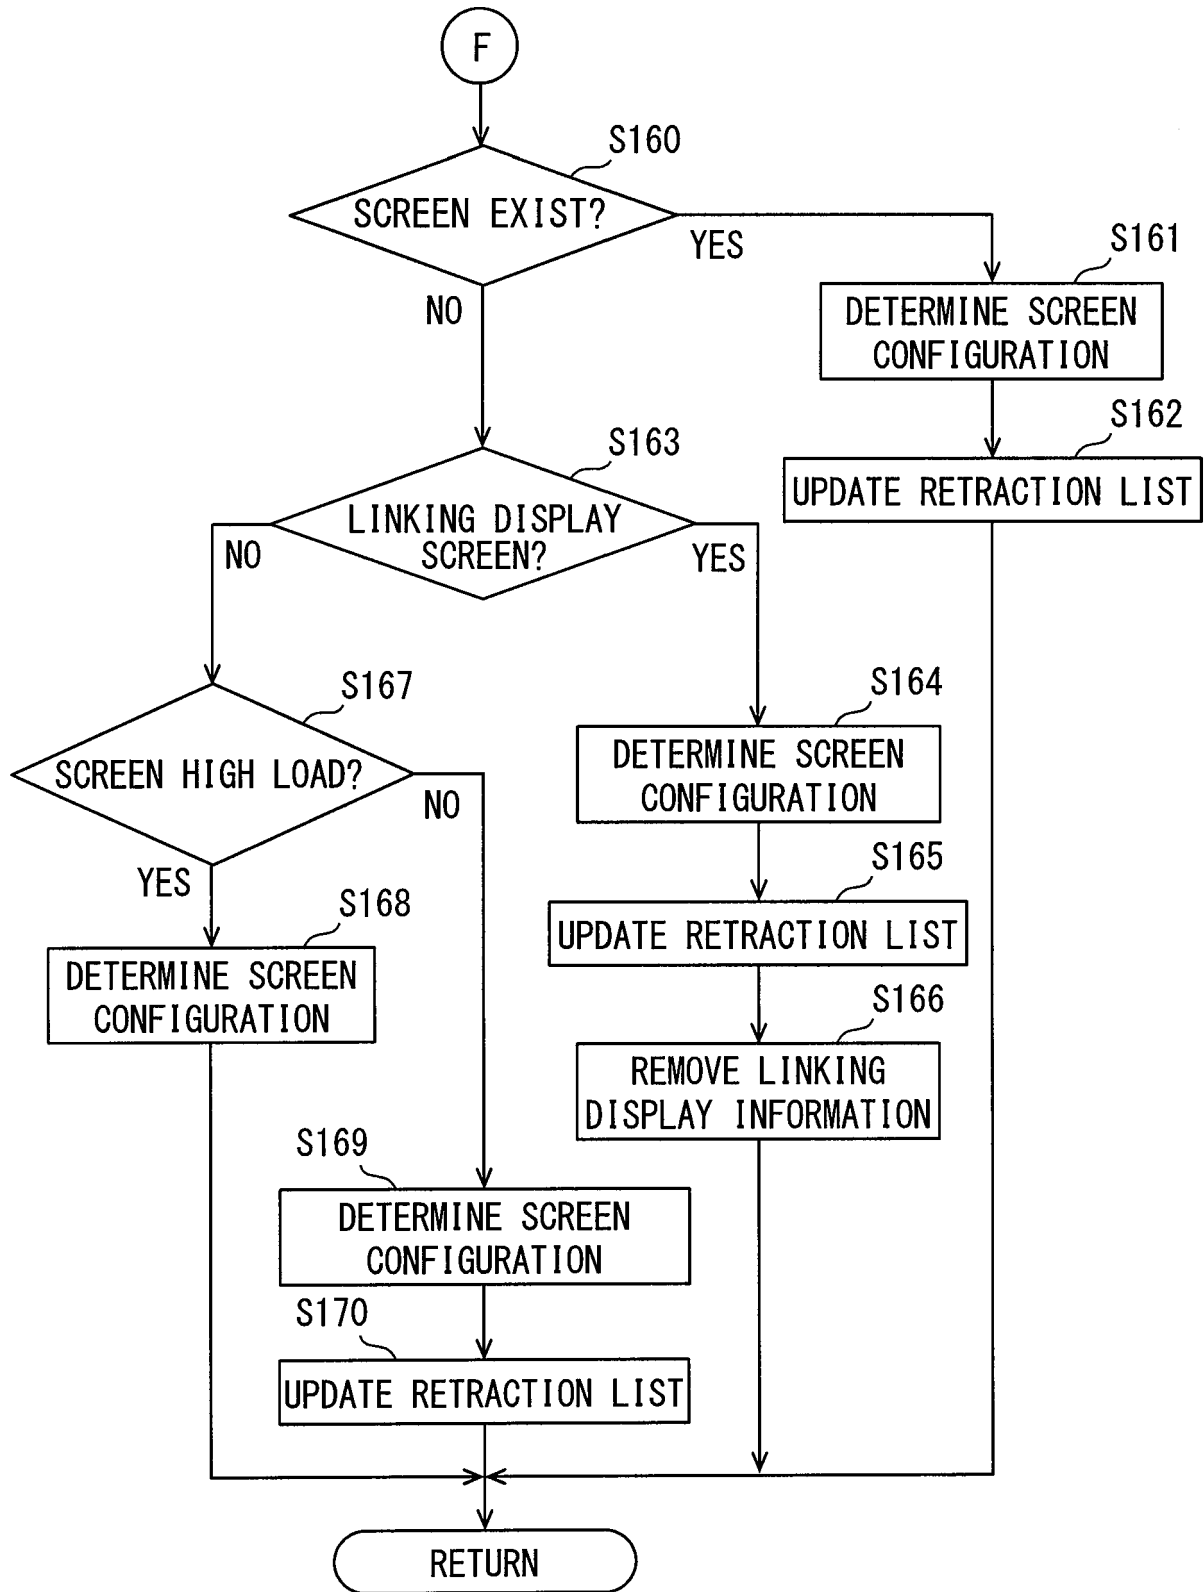 F
S160
SCREEN EXIST?
YES
NO
S161
DETERMINE SCREEN
CONFIGURATION
S162
UPDATE RETRACTION LIST
S163
LINKING DISPLAY
SCREEN?
NO
YES
S164
DETERMINE SCREEN
CONFIGURATION
S165
UPDATE RETRACTION LIST
S166
REMOVE LINKING
DISPLAY INFORMATION
S167
SCREEN HIGH LOAD?
NO
YES
S168
DETERMINE SCREEN
CONFIGURATION
S169
DETERMINE SCREEN
CONFIGURATION
S170
UPDATE RETRACTION LIST
RETURN